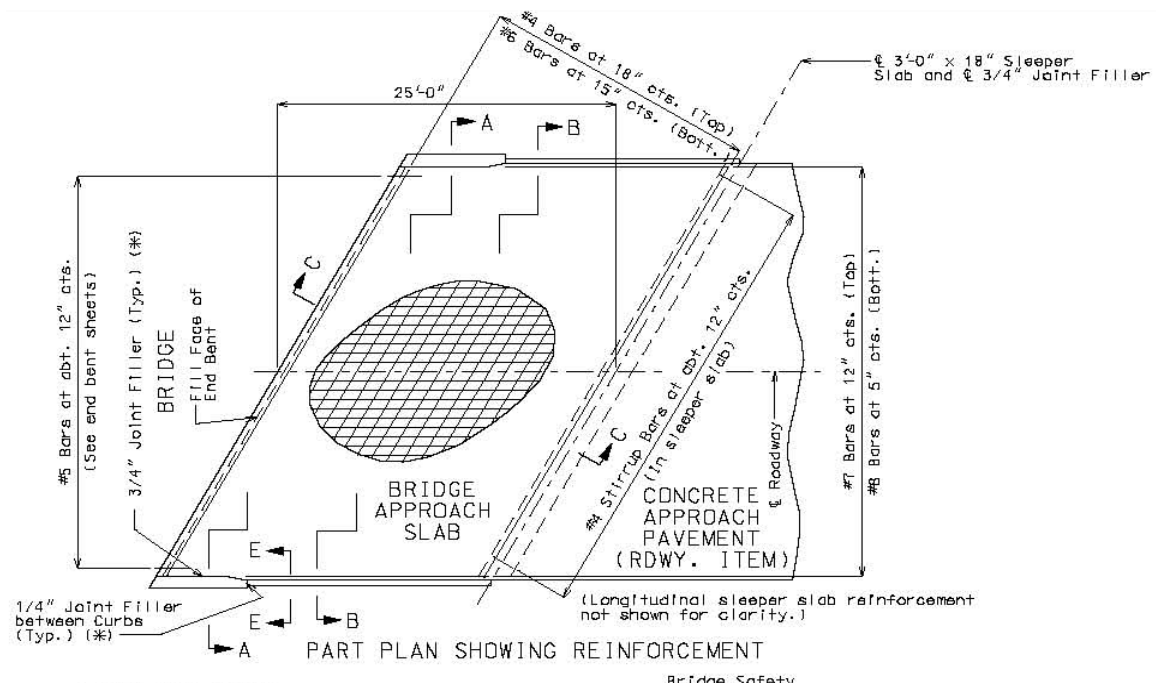 #4 Bars at 18" cts. (Top)
#6 Bars at 15" cts. (Bott.
℄ 3'-0" x 18" Sleeper
Slab and ℄ 3/4" Joint Filler
25'-0"
A
B
#5 Bars at abt. 12" cts.
(See end bent sheets)
3/4" Joint Filler (Typ.) (*)
BRIDGE
Fill Face of
End Bent
C
#4 Stirrup Bars at abt. 12" cts.
(In sleeper slab)
C
℄ Roadway
#7 Bars at 12" cts. (Top)
#8 Bars at 5" cts. (Bott.)
BRIDGE
APPROACH
SLAB
CONCRETE
APPROACH
PAVEMENT
(RDWY. ITEM)
E
E
B
A
1/4" Joint Filler
between Curbs
(Typ.) (*)
(Longitudinal sleeper slab reinforcement
not shown for clarity.)
PART PLAN SHOWING REINFORCEMENT
Bridge Safety